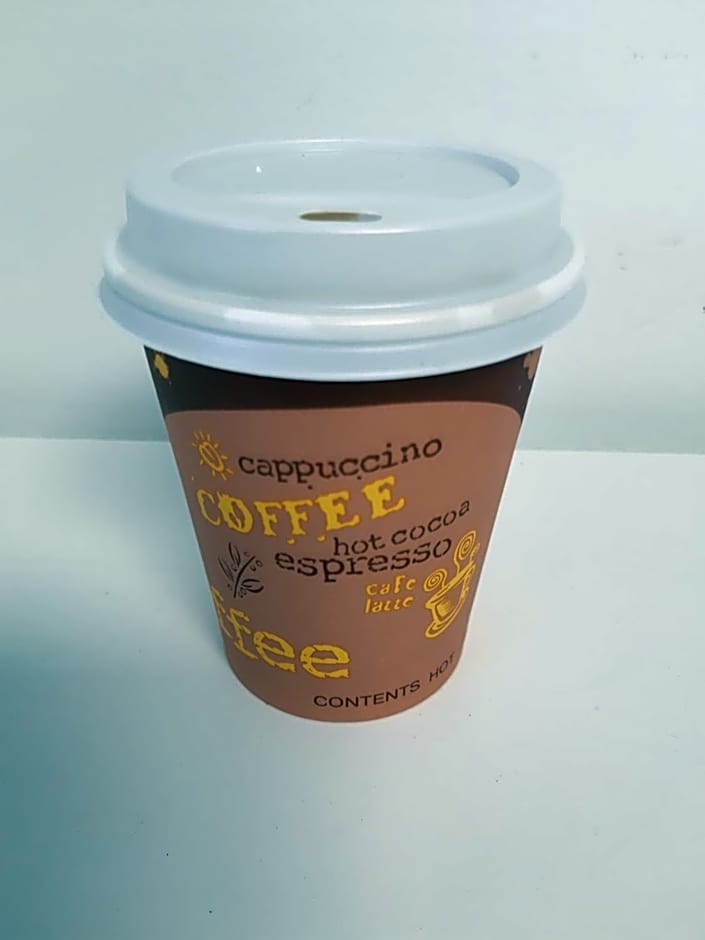 cappuccino
COFFEE
hot cocoa
espresso
cafe
latte
ffee
CONTENTS HOT